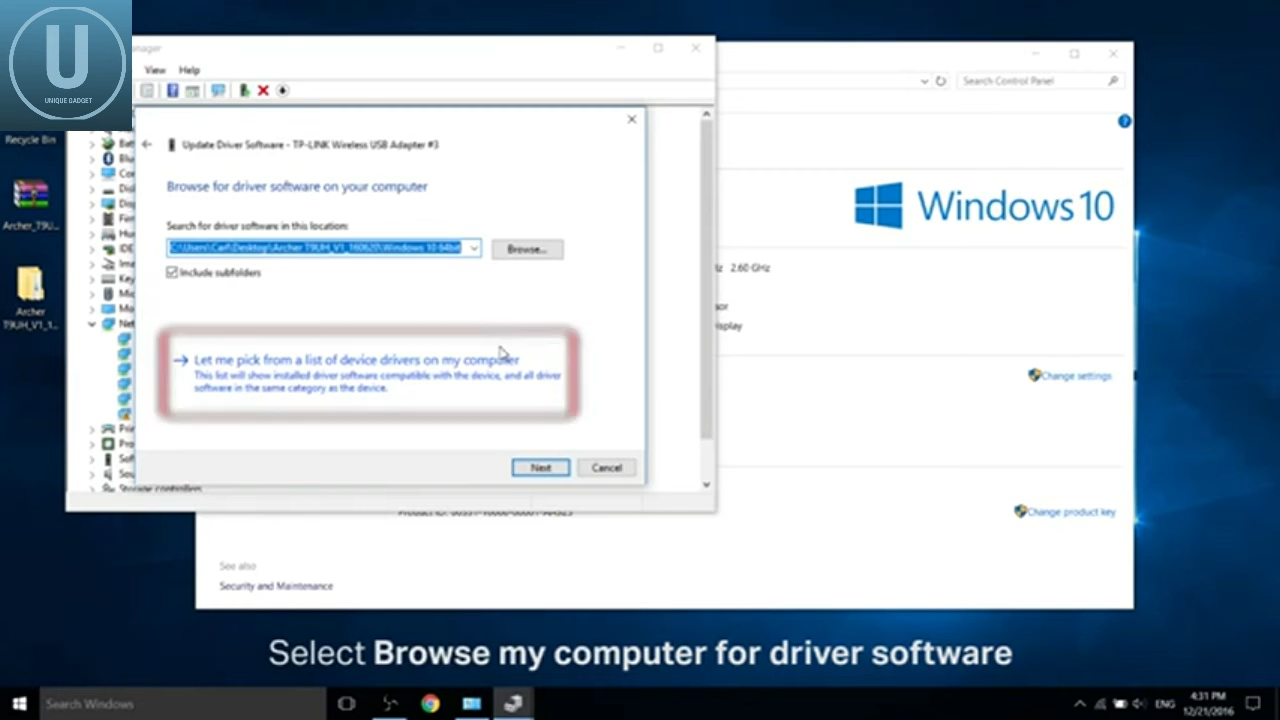 U
UNIQUE GADGET
View Help
Search Control Panel
Recycle Bin
Update Driver Software - TP-LINK Wireless USB Adapter #3
Browse for driver software on your computer
Windows 10
Archer_T9U...
Search for driver software in this location:
C:\Users\Carl\Desktop\Archer T9UH_V1_160620\Windows 10 64bit
Browse...
Include subfolders
2.60 GHz
Archer
T9UH_V1_1...
Let me pick from a list of device drivers on my computer
This list will show installed driver software compatible with the device, and all driver
software in the same category as the device.
Change settings
Next Cancel
Storage controllers
Change product key
See also
Security and Maintenance
Select Browse my computer for driver software
Search Windows
ENG
4:31 PM
12/21/2016